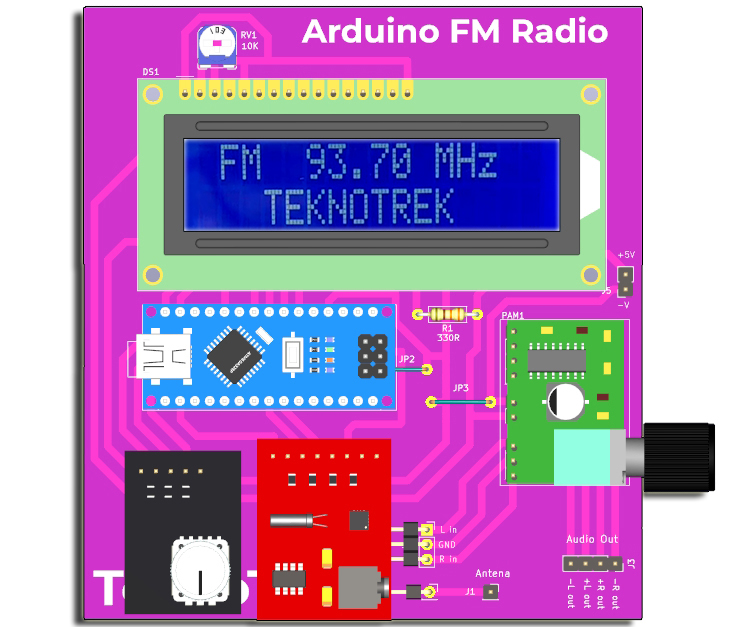 Arduino FM Radio
103
RV1
10K
DS1
FM 93.70 MHz
TEKNOTREK
+5V
J5
-V
R1
330R
PAM1
JP2
JP3
L in
GND
R in
Audio Out
J3
Antena
J1
-L out
+L out
+R out
-R out